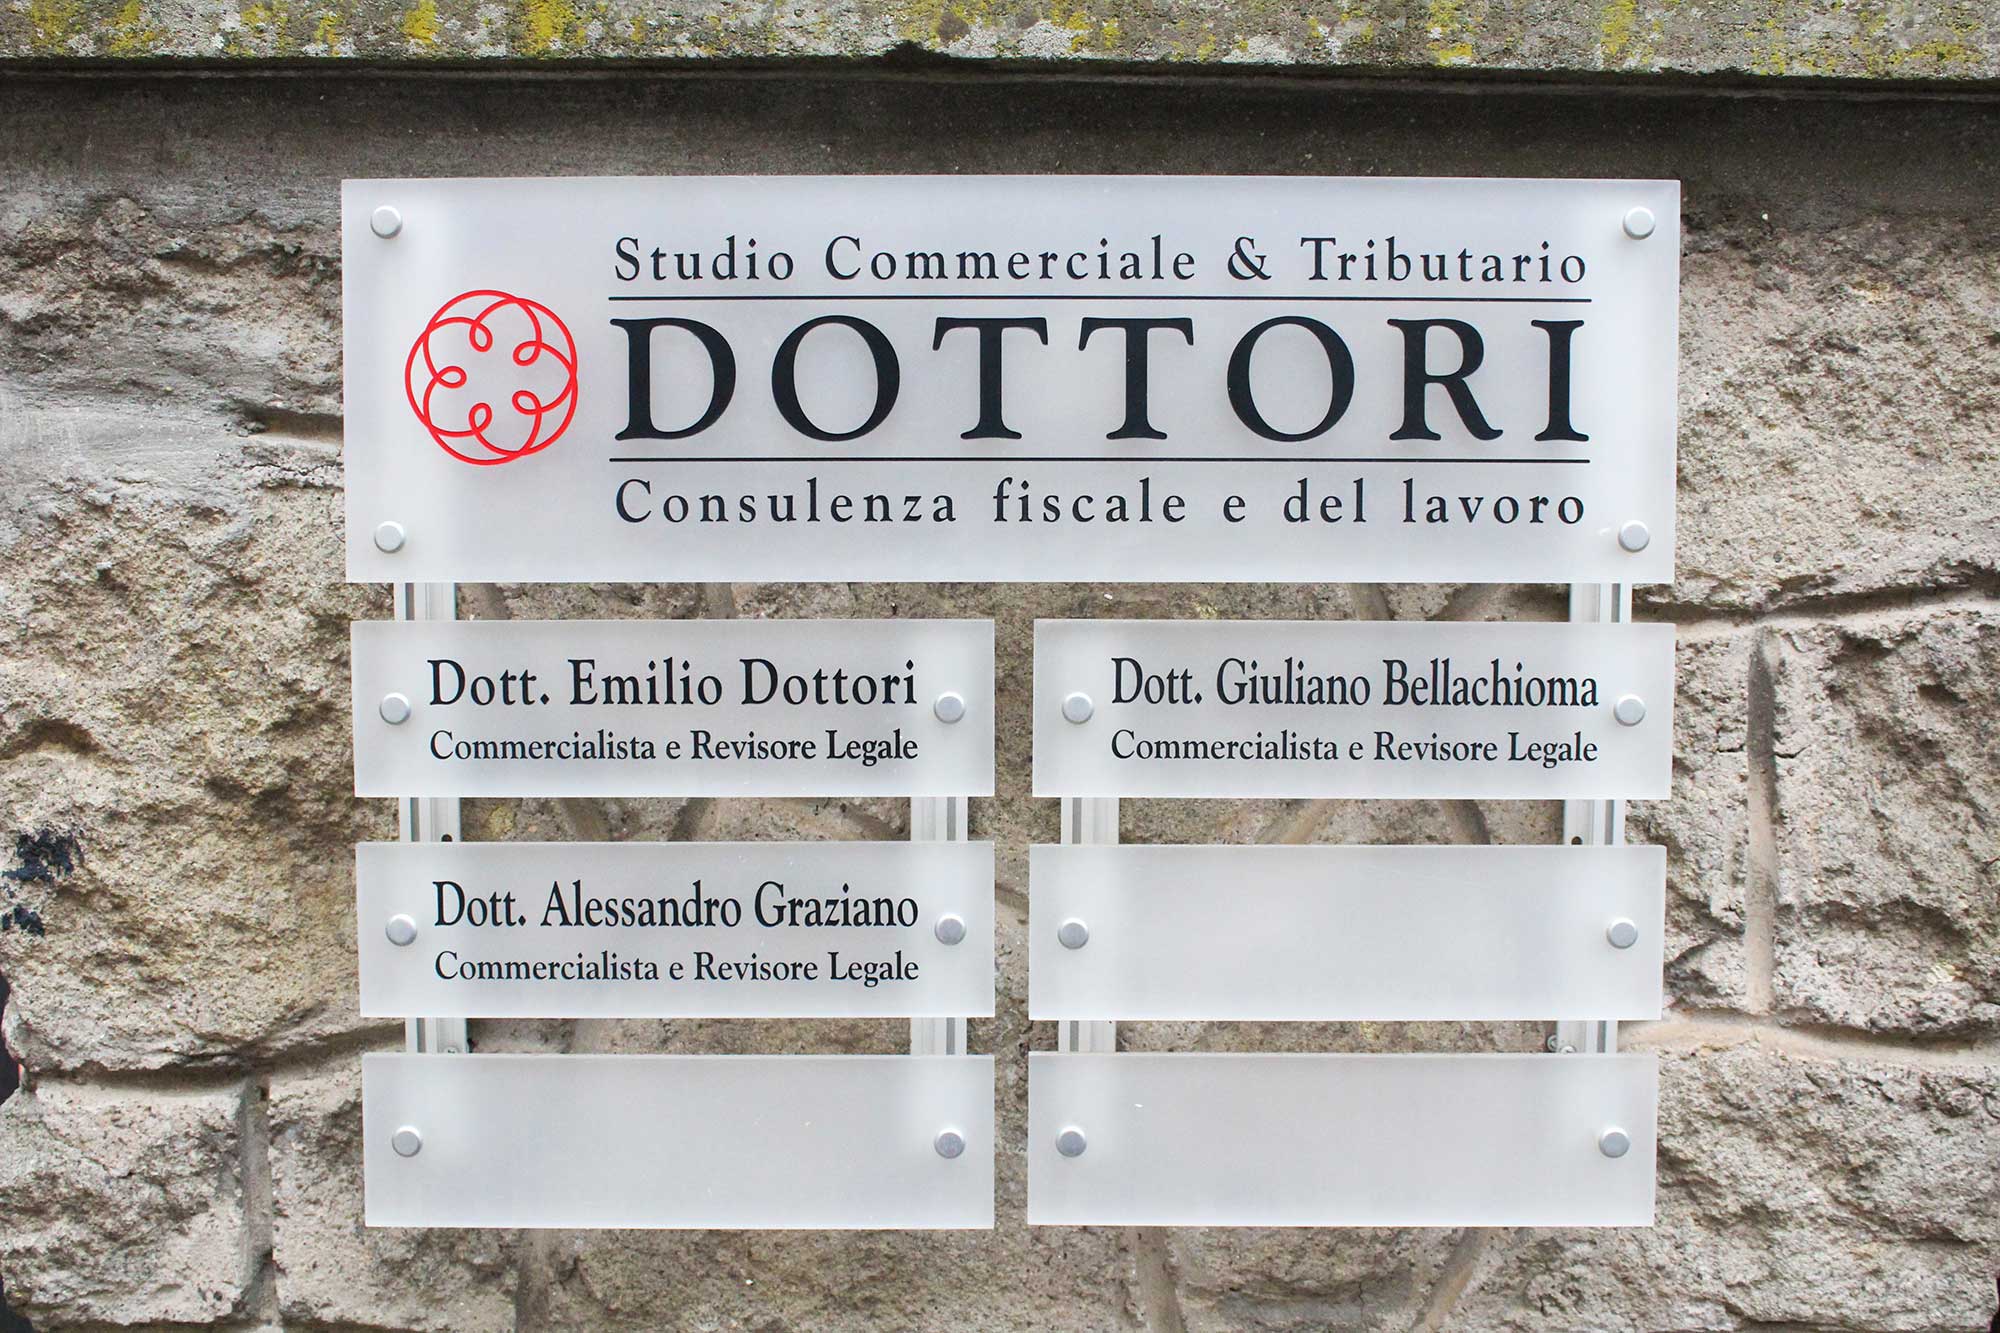 Studio Commerciale & Tributario
DOTTORI
Consulenza fiscale e del lavoro
Dott. Emilio Dottori
Commercialista e Revisore Legale
Dott. Giuliano Bellachioma
Commercialista e Revisore Legale
Dott. Alessandro Graziano
Commercialista e Revisore Legale